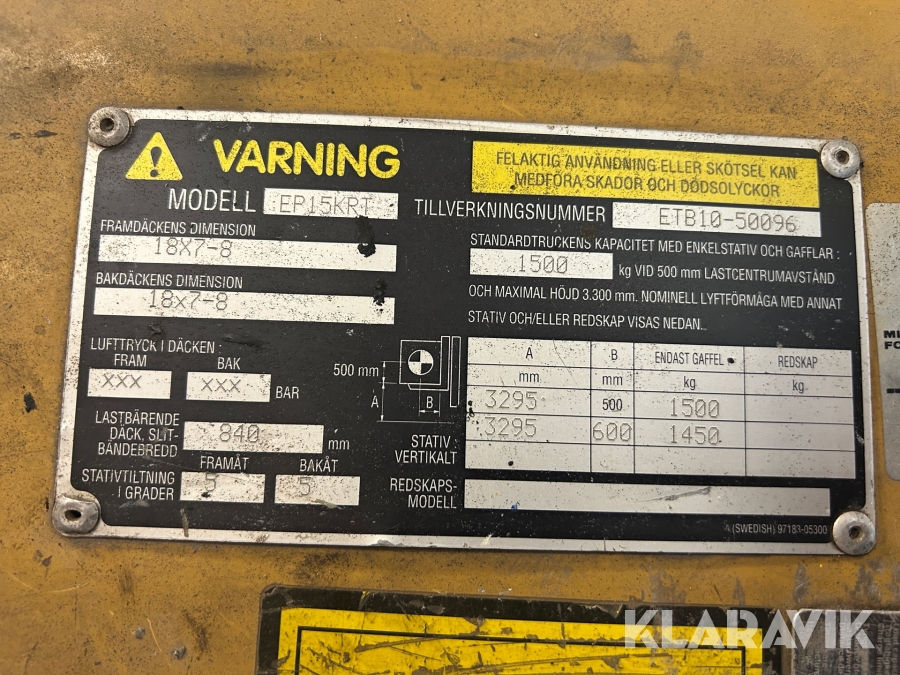 VARNING
FELAKTIG ANVÄNDNING ELLER SKÖTSEL KAN
MEDFÖRA SKADOR OCH DÖDSOLYCKOR
MODELL EP15KRT
TILLVERKNINGSNUMMER ETB10-50096
FRAMDÄCKENS DIMENSION
18X7-8
BAKDÄCKENS DIMENSION
18x7-8
STANDARDTRUCKENS KAPACITET MED ENKELSTATIV OCH GAFFLAR :
1500 kg VID 500 mm LASTCENTRUMAVSTÅND
OCH MAXIMAL HÖJD 3.300 mm. NOMINELL LYFTFÖRMÅGA MED ANNAT
STATIV OCH/ELLER REDSKAP VISAS NEDAN.
LUFTTRYCK I DÄCKEN :
FRAM BAK
XXX XXX BAR
LASTBÄRENDE
DÄCK, SLIT-
BANDEBREDD 840 mm
FRAMÅT BAKÅT
STATIVTILTNING
I GRADER 5 5
500 mm
A
B
STATIV :
VERTIKALT
A B ENDAST GAFFEL REDSKAP
mm mm kg kg
3295 500 1500
3295 600 1450
REDSKAPS-
MODELL
(SWEDISH) 97183-05300
KLARAVIK